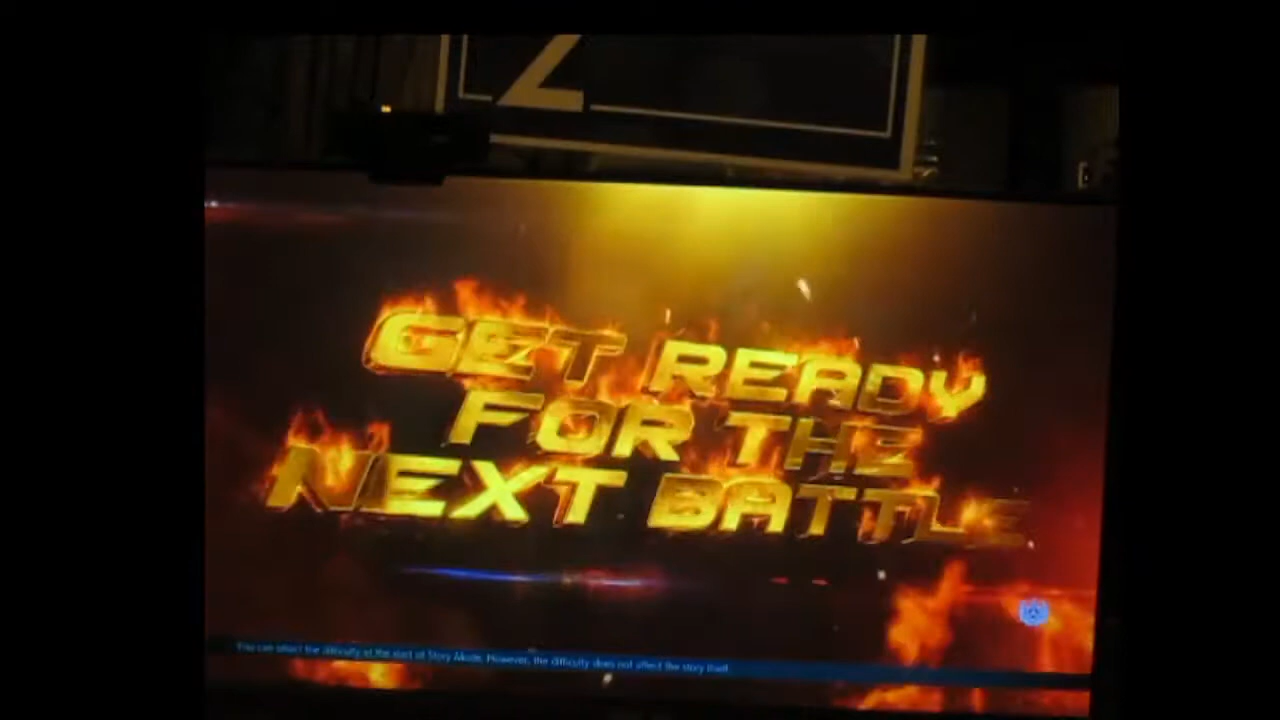 Z
GET READY
FOR THE
NEXT BATTLE
You can select the difficulty at the start of Story Mode. However, the difficulty does not affect the story itself.